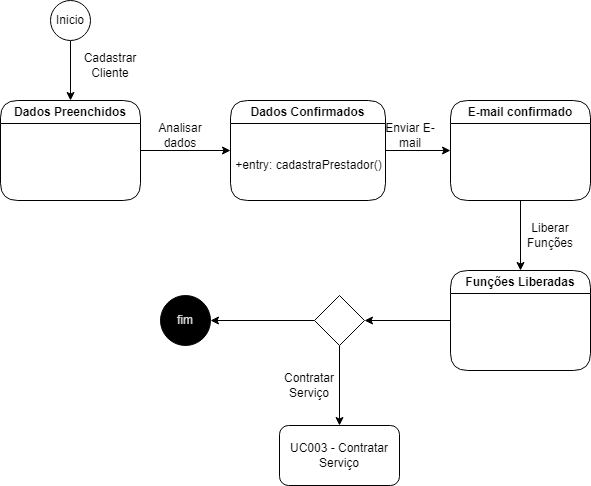 Inicio
Cadastrar
Cliente
Dados Preenchidos
Analisar
dados
Dados Confirmados
+entry: cadastraPrestador()
Enviar E-
mail
E-mail confirmado
Liberar
Funções
Funções Liberadas
fim
Contratar
Serviço
UC003 - Contratar
Serviço